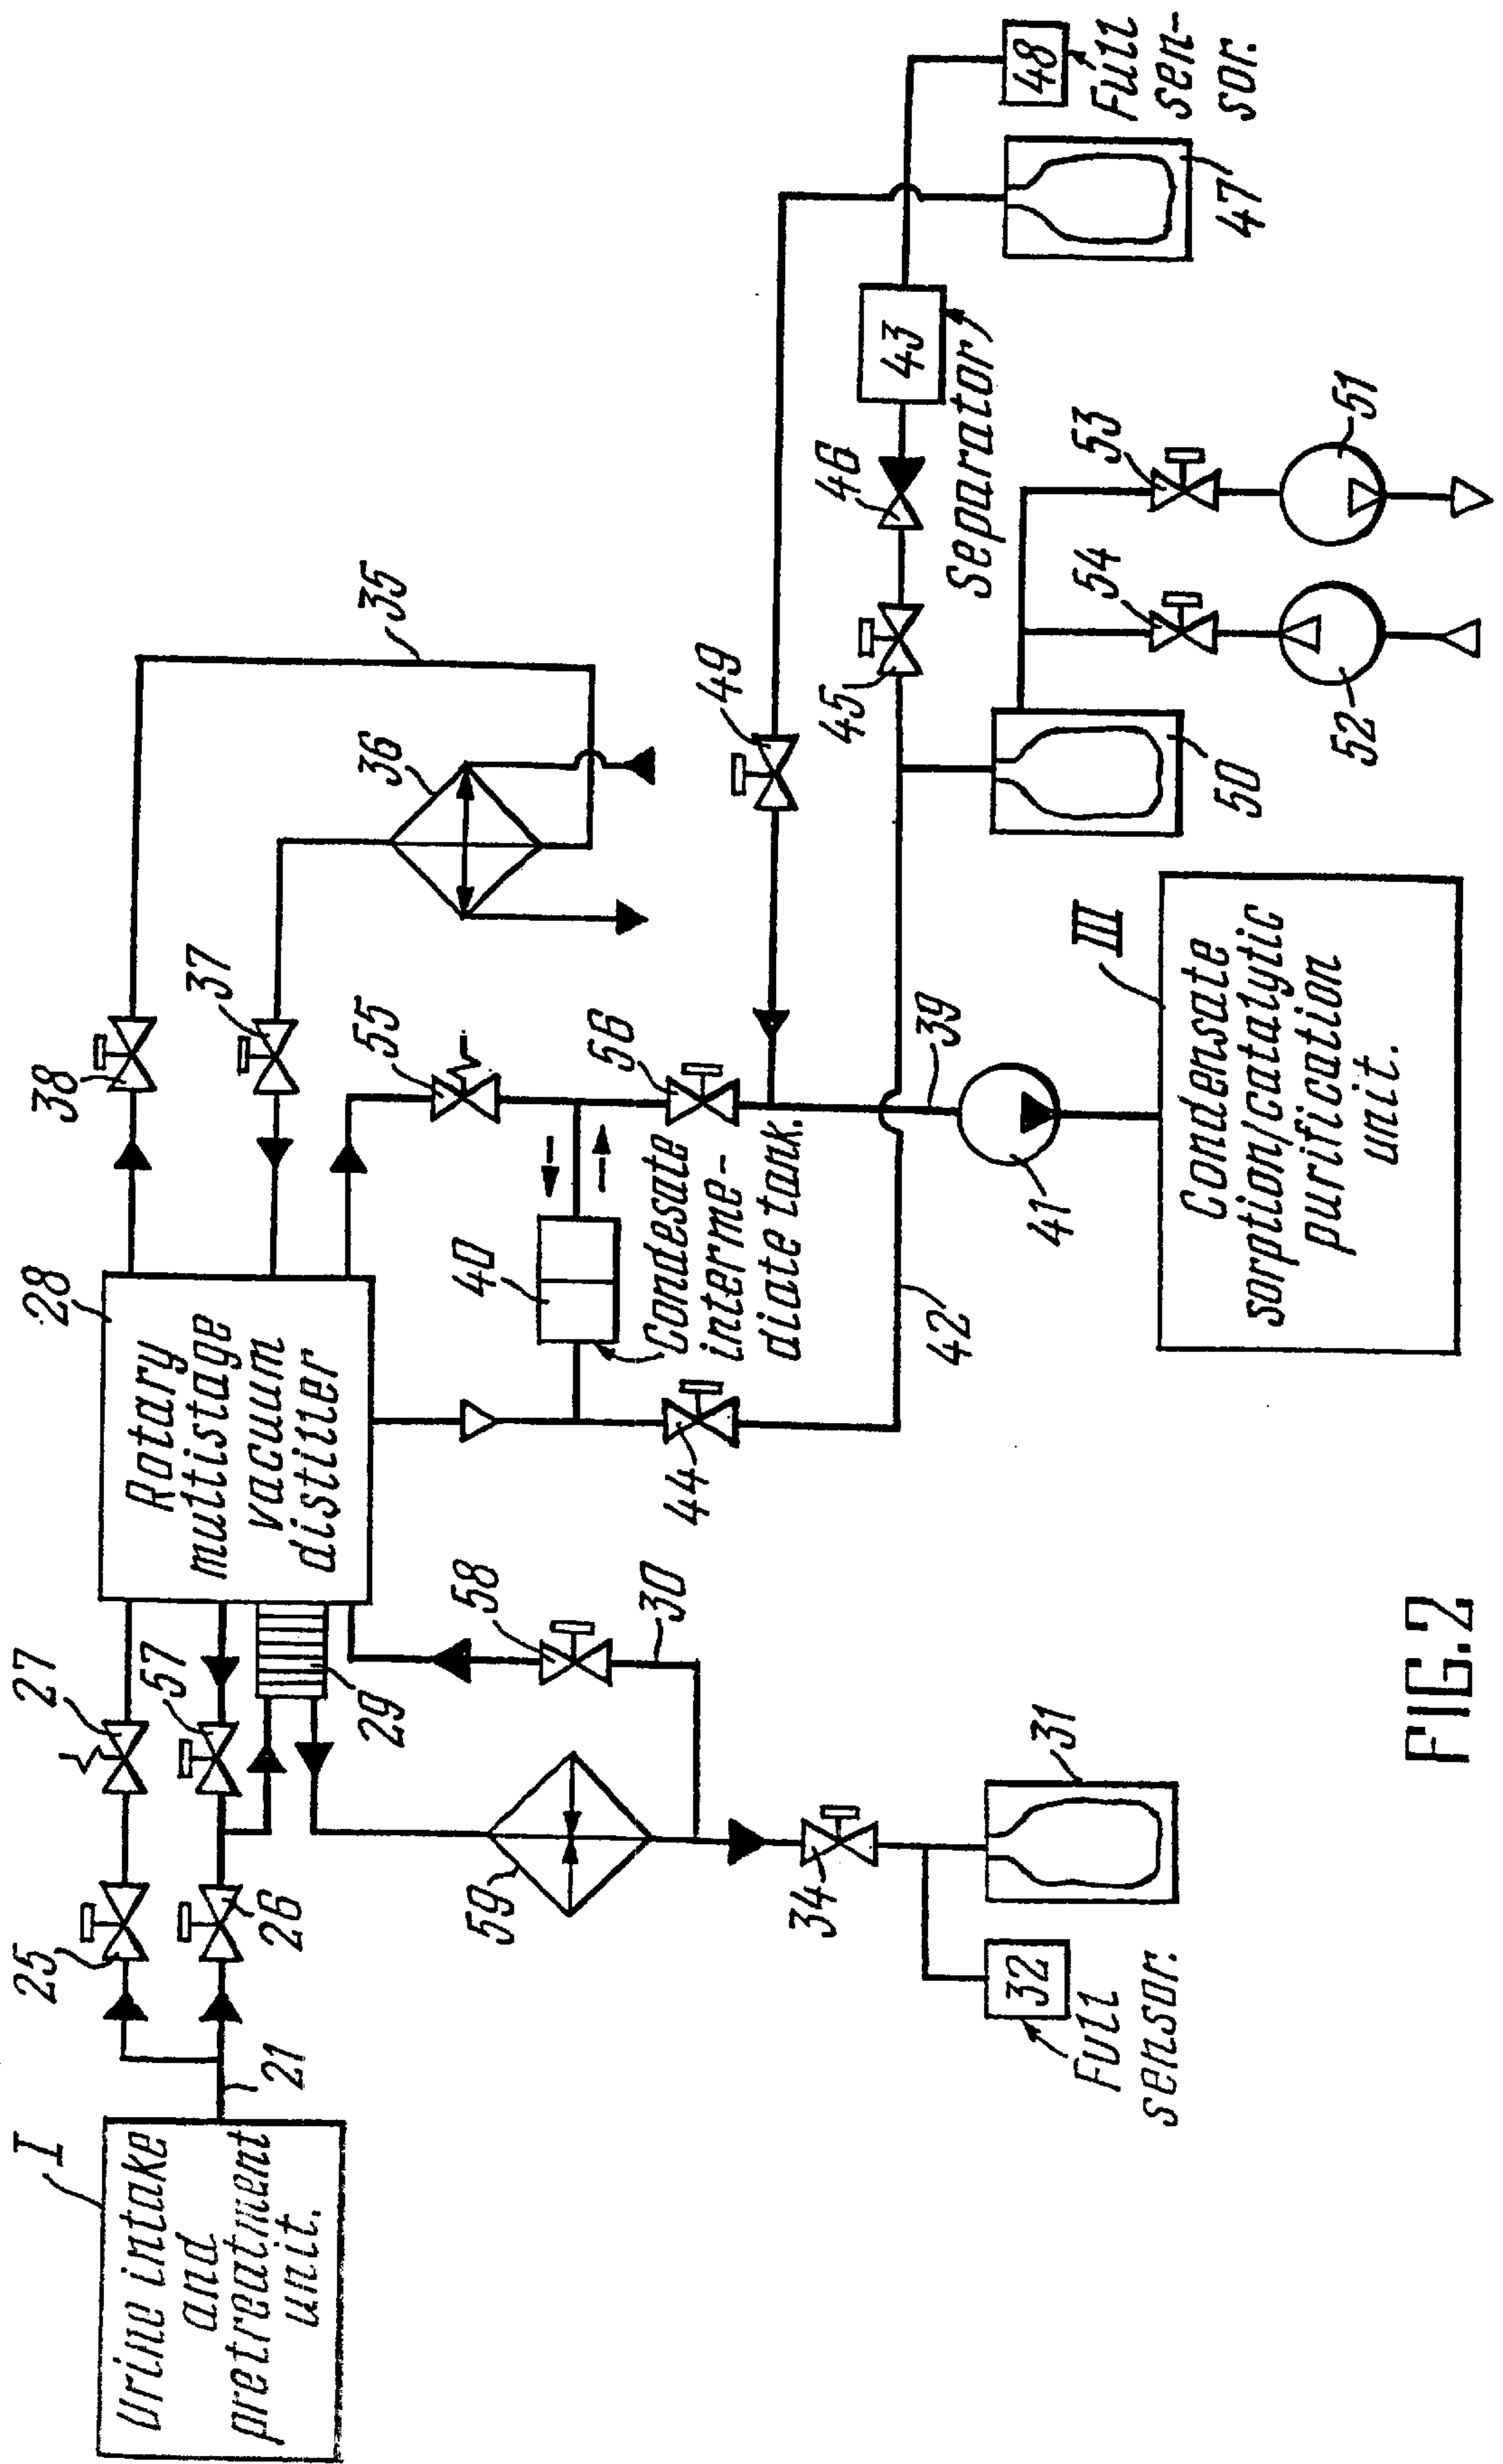 I
Urine intake
and
pretreatment
unit.
21
25
27
26
57
28
Rotary
multistage
vacuum
distiller
29
38
37
35
36
55
58
30
59
40
Condesate
interme-
diate tank.
56
49
44
42
39
34
45
46
43
Separator
31
32
Full
sensor.
41
III
Condensate
sorption/catalytic
purification
unit.
50
54
53
52
51
47
48
Full
sen-
sor.
FIG.2